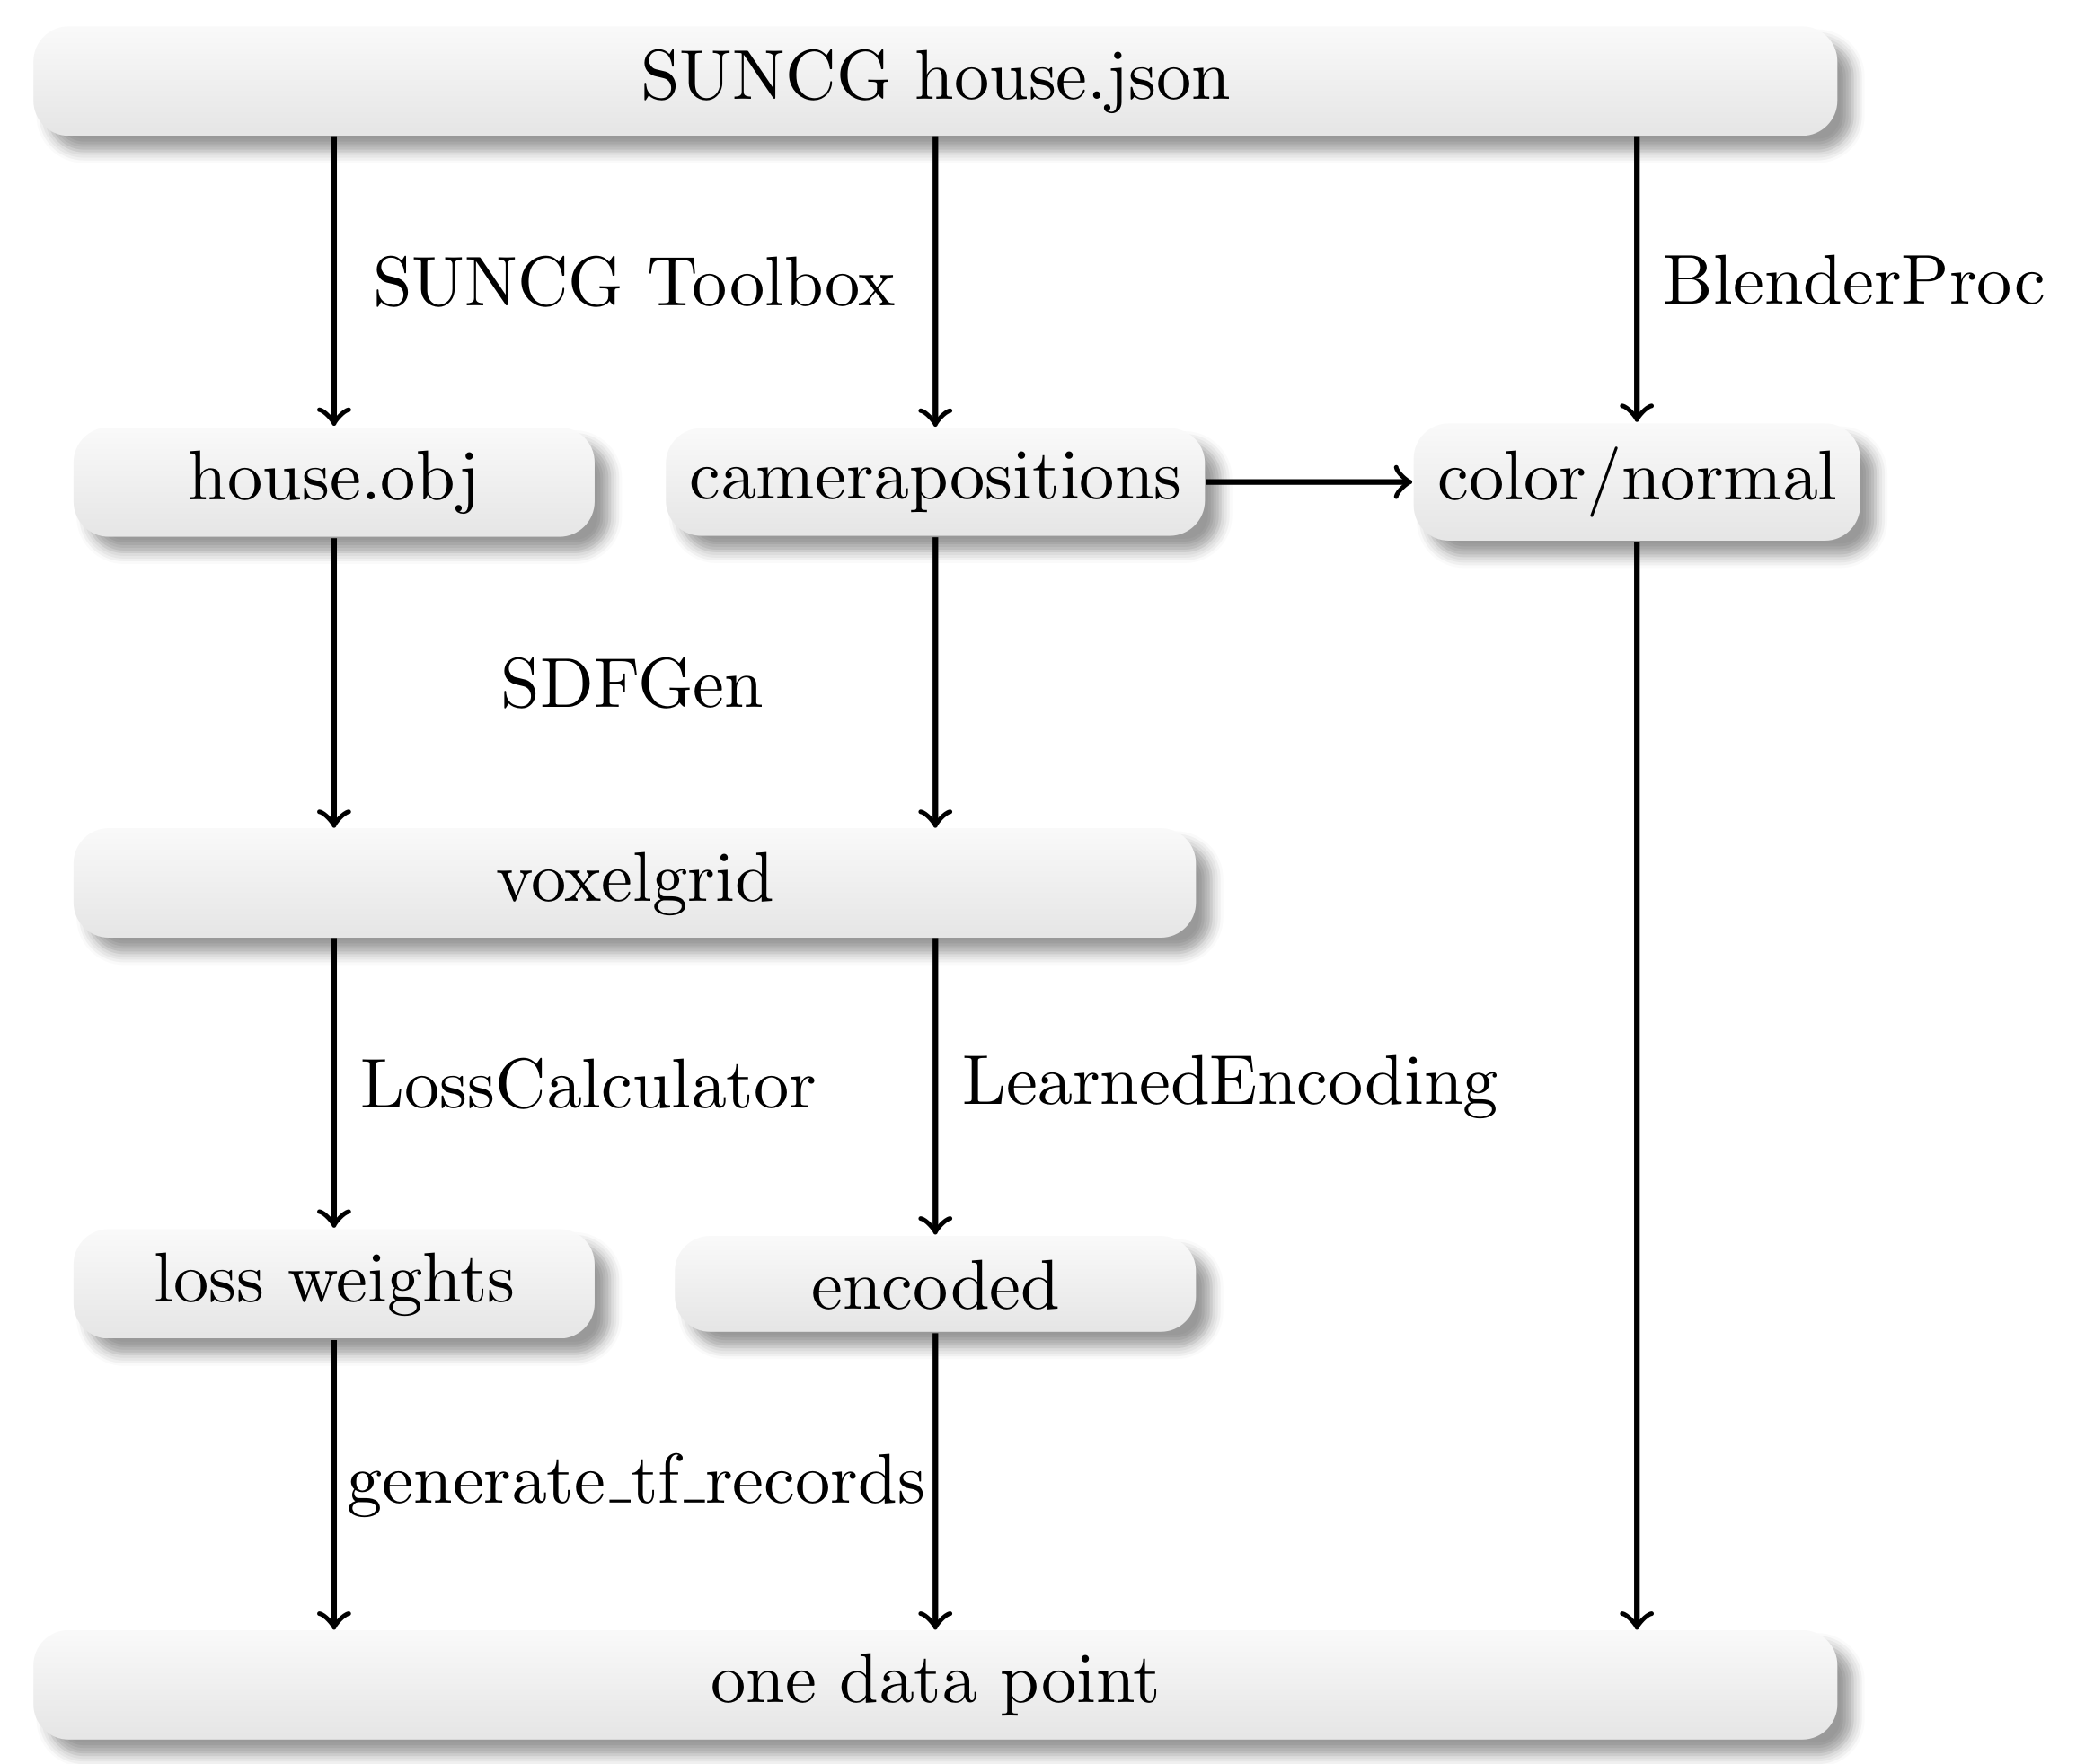 SUNCG house.json
SUNCG Toolbox
BlenderProc
house.obj
camerapositions
color/normal
SDFGen
voxelgrid
LossCalculator
LearnedEncoding
loss weights
encoded
generate_tf_records
one data point